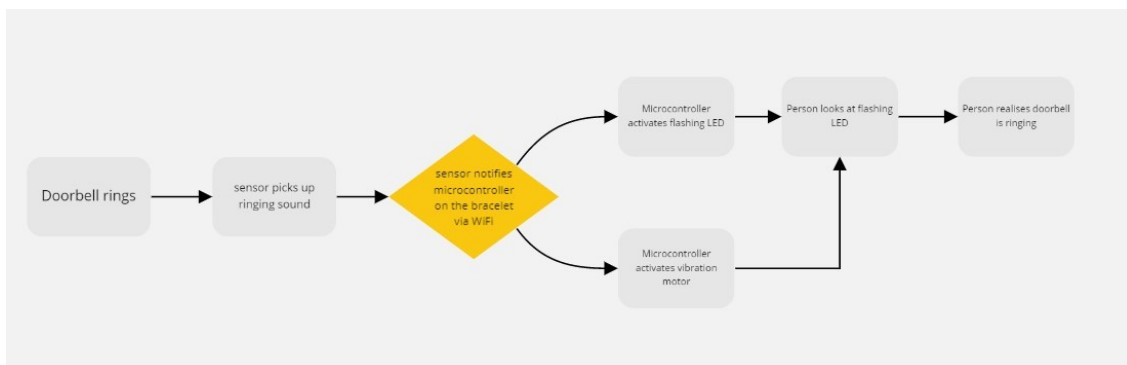 Doorbell rings
sensor picks up
ringing sound
sensor notifies
microcontroller
on the bracelet
via WiFi
Microcontroller
activates flashing LED
Person looks at flashing
LED
Person realises doorbell
is ringing
Microcontroller
activates vibration
motor